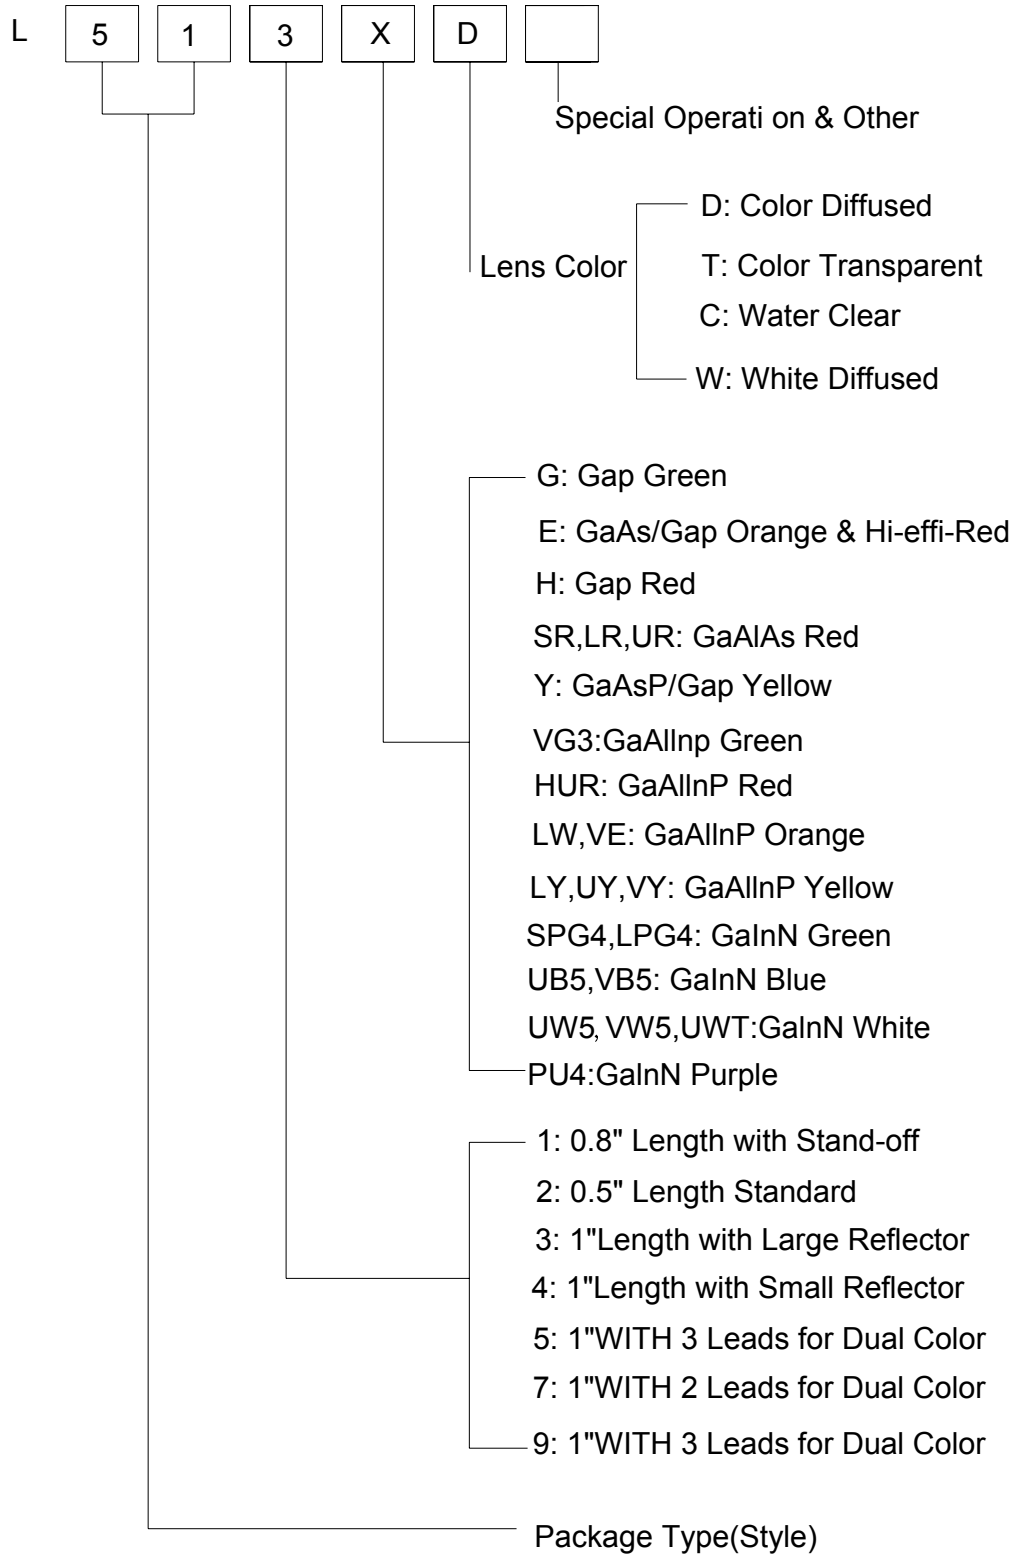 L 5 1 3 X D
Special Operati on & Other
D: Color Diffused
Lens Color
T: Color Transparent
C: Water Clear
W: White Diffused
G: Gap Green
E: GaAs/Gap Orange & Hi-effi-Red
H: Gap Red
SR,LR,UR: GaAlAs Red
Y: GaAsP/Gap Yellow
VG3:GaAlInp Green
HUR: GaAlInP Red
LW,VE: GaAlInP Orange
LY,UY,VY: GaAlInP Yellow
SPG4,LPG4: GaInN Green
UB5,VB5: GaInN Blue
UW5, VW5,UWT:GaInN White
PU4:GaInN Purple
1: 0.8" Length with Stand-off
2: 0.5" Length Standard
3: 1"Length with Large Reflector
4: 1"Length with Small Reflector
5: 1"WITH 3 Leads for Dual Color
7: 1"WITH 2 Leads for Dual Color
9: 1"WITH 3 Leads for Dual Color
Package Type(Style)